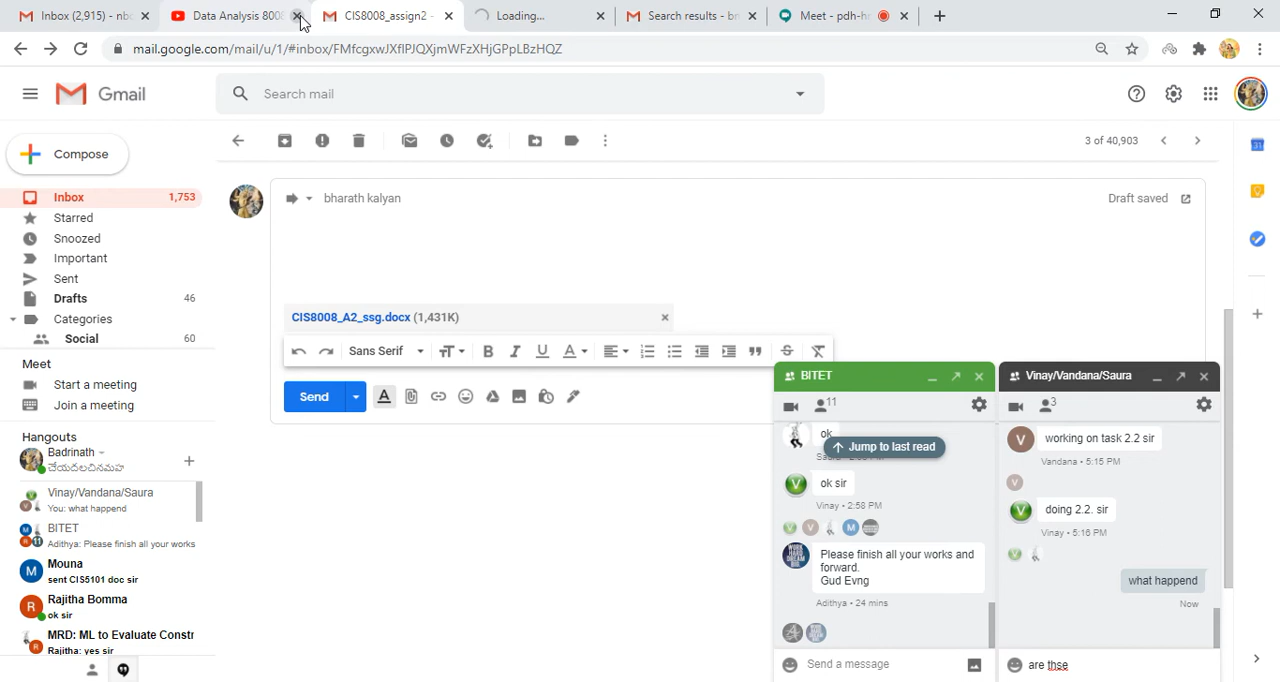 Inbox (2,915) - nbc
Data Analysis 8008
CIS8008_assign2 -
Loading...
Search results - bn
Meet - pdh-h
mail.google.com/mail/u/1/#inbox/FMfcgxwJXflPJQXjmWFzXHjGPpLBzHQZ
Gmail
Search mail
Compose
3 of 40,903
Inbox 1,753
Starred
Snoozed
Important
Sent
Drafts 46
Categories
Social 60
Meet
Start a meeting
Join a meeting
Hangouts
Badrinath
చేయదలచినమహ
Vinay/Vandana/Saura
You: what happend
BITET
Adithya: Please finish all your works
Mouna
sent CIS5101 doc sir
Rajitha Bomma
ok sir
MRD: ML to Evaluate Constr
Rajitha: yes sir
bharath kalyan
Draft saved
CIS8008_A2_ssg.docx (1,431K)
Sans Serif
Send
BITET
11
ok
Jump to last read
ok sir
Vinay • 2:58 PM
Please finish all your works and
forward.
Gud Evng
Adithya • 24 mins
Send a message
Vinay/Vandana/Saura
3
working on task 2.2 sir
Vandana • 5:15 PM
doing 2.2. sir
Vinay • 5:16 PM
what happend
Now
are thse